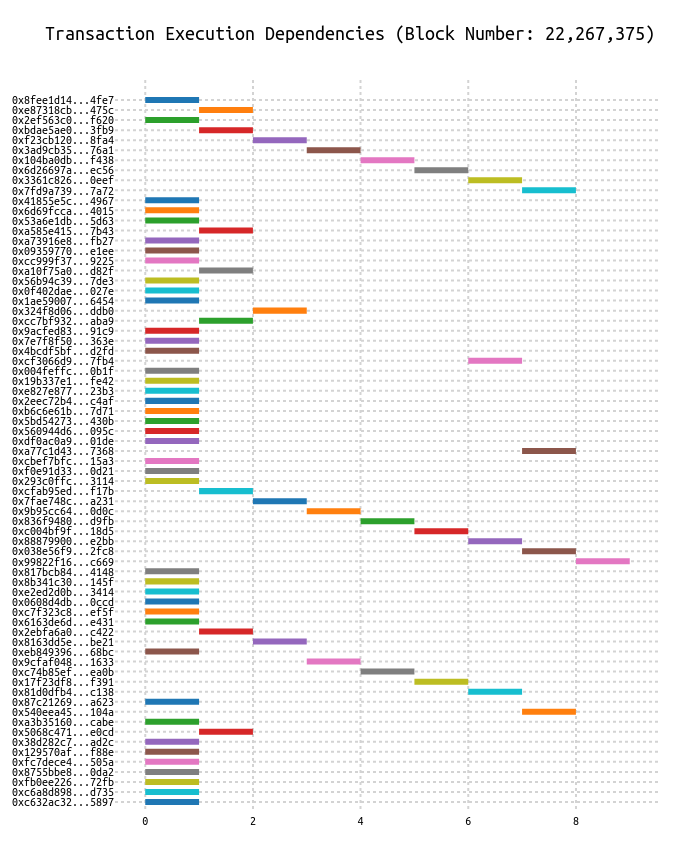 Transaction Execution Dependencies (Block Number: 22,267,375)
0x8fee1d14...4fe7
0xe87318cb...475c
0x2ef563c0...f620
0xbdae5ae0...3fb9
0xf23cb120...8fa4
0x3ad9cb35...76a1
0x104ba0db...f438
0x6d26697a...ec56
0x3361c826...0eef
0x7fd9a739...7a72
0x41855e5c...4967
0x6d69fcca...4015
0x53a6e1db...5d63
0xa585e415...7b43
0xa73916e8...fb27
0x09359770...e1ee
0xcc999f37...9225
0xa10f75a0...d82f
0x56b94c39...7de3
0x0f402dae...027e
0x1ae59007...6454
0x324f8d06...ddb0
0xcc7bf932...aba9
0x9acfed83...91c9
0x7e7f8f50...363e
0x4bcdf5bf...d2fd
0xcf3066d9...7fb4
0x004feffc...0b1f
0x19b337e1...fe42
0xe827e877...23b3
0x2eec72b4...c4af
0xb6c6e61b...7d71
0x5bd54273...430b
0x560944d6...095c
0xdf0ac0a9...01de
0xa77c1d43...7368
0xcbef7bfc...15a3
0xf0e91d33...0d21
0x293c0ffc...3114
0xcfab95ed...f17b
0x7fae748c...a231
0x9b95cc64...0d0c
0x836f9480...d9fb
0xc004bf9f...18d5
0x88879900...e2bb
0x038e56f9...2fc8
0x99822f16...c669
0x817bcb84...4148
0x8b341c30...145f
0xe2ed2d0b...3414
0x0608d4db...0ccd
0xc7f323c8...ef5f
0x6163de6d...e431
0x2ebfa6a0...c422
0x8163dd5e...be21
0xeb849396...68bc
0x9cfaf048...1633
0xc74b85ef...ea0b
0x17f23df8...f391
0x81d0dfb4...c138
0x87c21269...a623
0x540eea45...104a
0xa3b35160...cabe
0x5068c471...e0cd
0x38d282c7...ad2c
0x129570af...f88e
0xfc7dece4...505a
0x8755bbe8...0da2
0xfb0ee226...72fb
0xc6a8d898...d735
0xc632ac32...5897
0 2 4 6 8